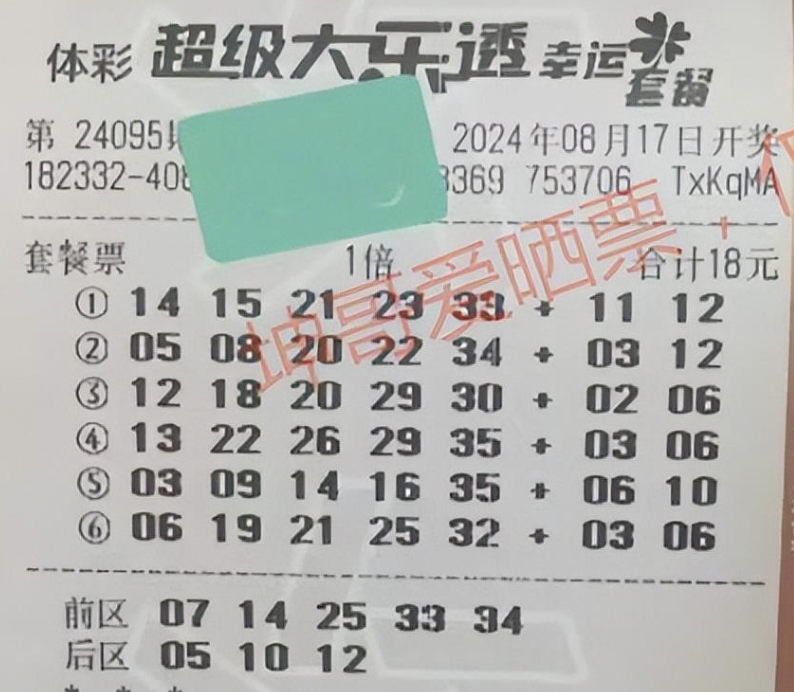 体彩 超级大乐透 幸运套餐
第 24095期 2024年08月17日开奖
182332-408 3369 753706 TxKqMA
套餐票 1倍 合计18元
① 14 15 21 23 33 + 11 12
② 05 08 20 22 34 + 03 12
③ 12 18 20 29 30 + 02 06
④ 13 22 26 29 35 + 03 06
⑤ 03 09 14 16 35 + 06 10
⑥ 06 19 21 25 32 + 03 06
坤哥爱晒票
前区 07 14 25 33 34
后区 05 10 12
* * *